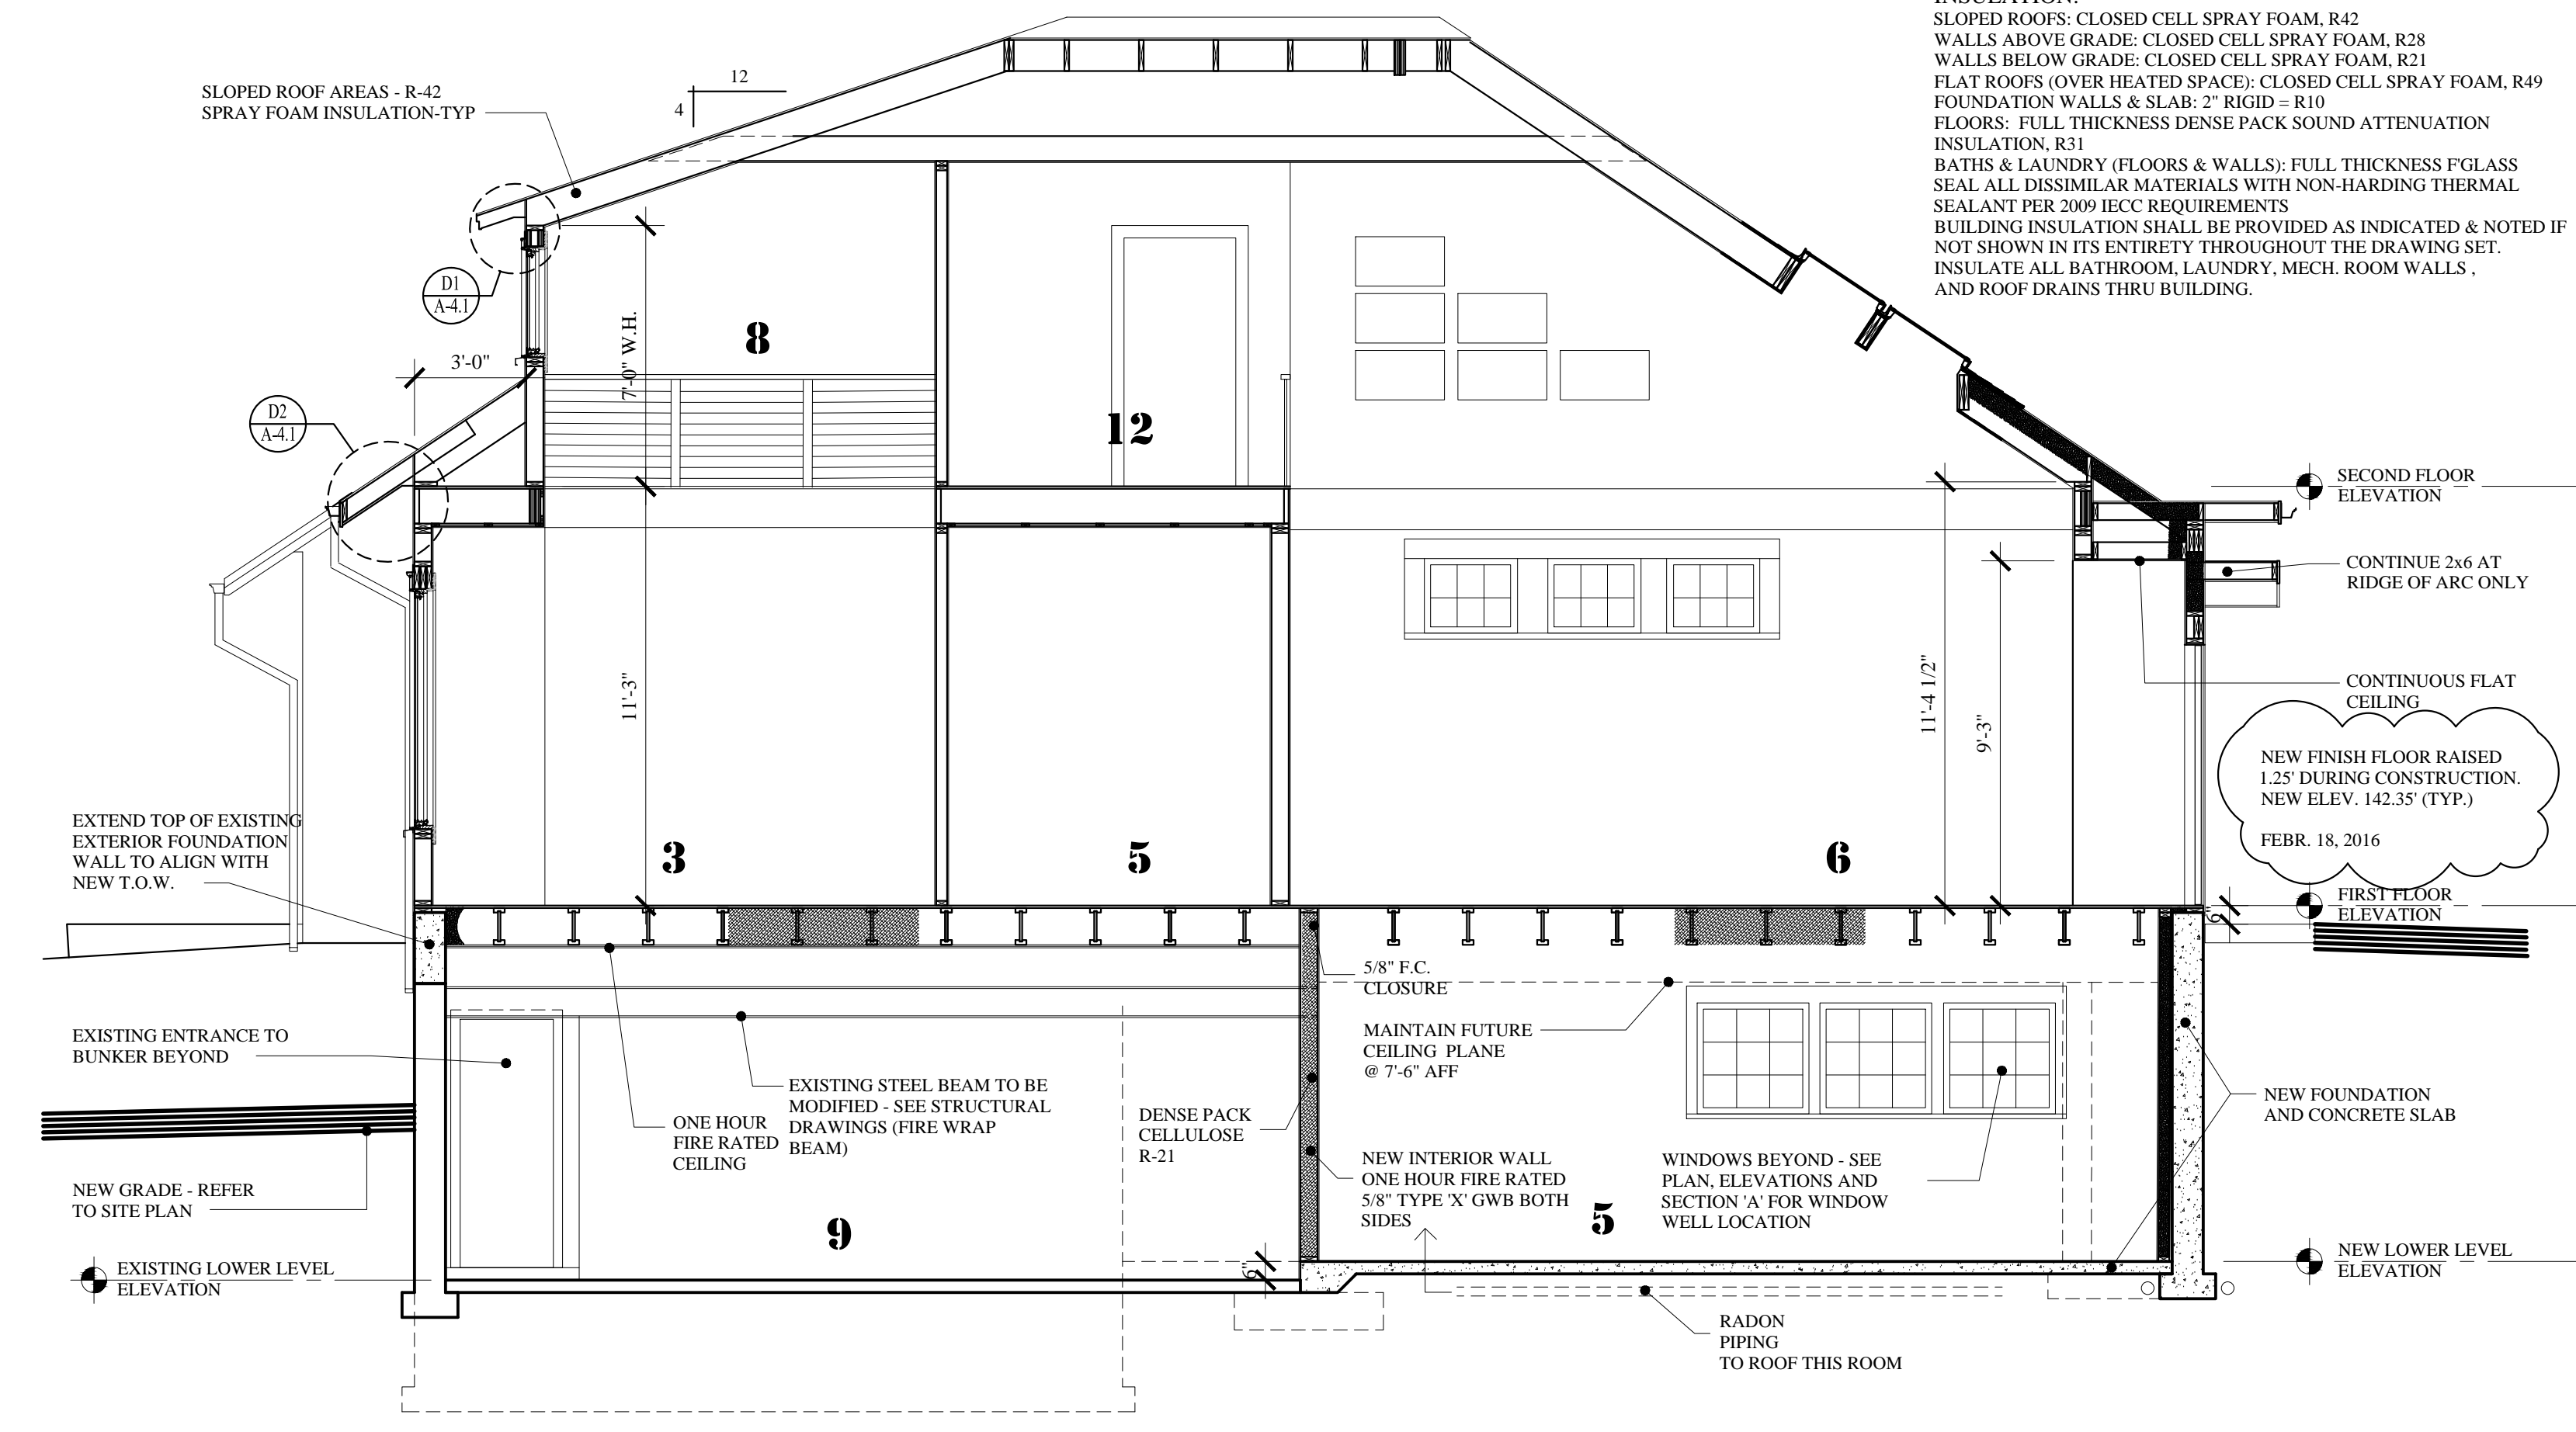 INSULATION:
SLOPED ROOFS: CLOSED CELL SPRAY FOAM, R42
WALLS ABOVE GRADE: CLOSED CELL SPRAY FOAM, R28
WALLS BELOW GRADE: CLOSED CELL SPRAY FOAM, R21
FLAT ROOFS (OVER HEATED SPACE): CLOSED CELL SPRAY FOAM, R49
FOUNDATION WALLS & SLAB: 2" RIGID = R10
FLOORS: FULL THICKNESS DENSE PACK SOUND ATTENUATION
INSULATION, R31
BATHS & LAUNDRY (FLOORS & WALLS): FULL THICKNESS F'GLASS
SEAL ALL DISSIMILAR MATERIALS WITH NON-HARDING THERMAL
SEALANT PER 2009 IECC REQUIREMENTS
BUILDING INSULATION SHALL BE PROVIDED AS INDICATED & NOTED IF
NOT SHOWN IN ITS ENTIRETY THROUGHOUT THE DRAWING SET.
INSULATE ALL BATHROOM, LAUNDRY, MECH. ROOM WALLS ,
AND ROOF DRAINS THRU BUILDING.
SLOPED ROOF AREAS - R-42
SPRAY FOAM INSULATION-TYP
12
4
D1
A-4.1
3'-0"
7'-0" W.H.
8
12
D2
A-4.1
SECOND FLOOR
ELEVATION
CONTINUE 2x6 AT
RIDGE OF ARC ONLY
CONTINUOUS FLAT
CEILING
11'-3"
11'-4 1/2"
9'-3"
NEW FINISH FLOOR RAISED
1.25' DURING CONSTRUCTION.
NEW ELEV. 142.35' (TYP.)
FEBR. 18, 2016
EXTEND TOP OF EXISTING
EXTERIOR FOUNDATION
WALL TO ALIGN WITH
NEW T.O.W.
3
5
6
FIRST FLOOR
ELEVATION
6"
5/8" F.C.
CLOSURE
MAINTAIN FUTURE
CEILING PLANE
@ 7'-6" AFF
EXISTING ENTRANCE TO
BUNKER BEYOND
EXISTING STEEL BEAM TO BE
MODIFIED - SEE STRUCTURAL
DRAWINGS (FIRE WRAP
BEAM)
ONE HOUR
FIRE RATED
CEILING
DENSE PACK
CELLULOSE
R-21
NEW FOUNDATION
AND CONCRETE SLAB
NEW INTERIOR WALL
ONE HOUR FIRE RATED
5/8" TYPE 'X' GWB BOTH
SIDES
WINDOWS BEYOND - SEE
PLAN, ELEVATIONS AND
SECTION 'A' FOR WINDOW
WELL LOCATION
NEW GRADE - REFER
TO SITE PLAN
9
5
6"
EXISTING LOWER LEVEL
ELEVATION
NEW LOWER LEVEL
ELEVATION
RADON
PIPING
TO ROOF THIS ROOM